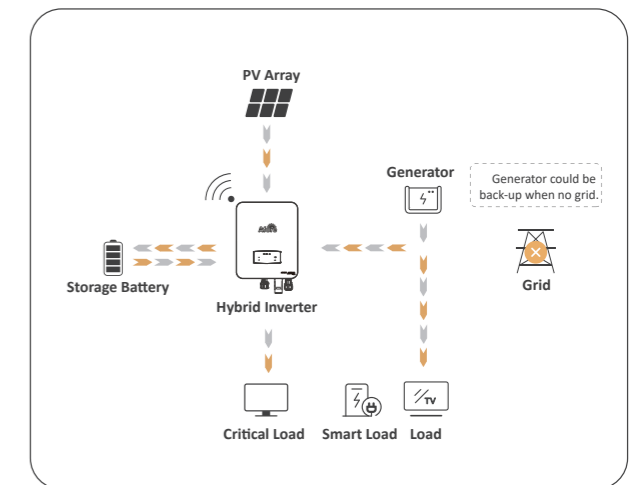 PV Array
Generator
Generator could be
back-up when no grid.
Storage Battery
Hybrid Inverter
Grid
TV
Critical Load
Smart Load
Load